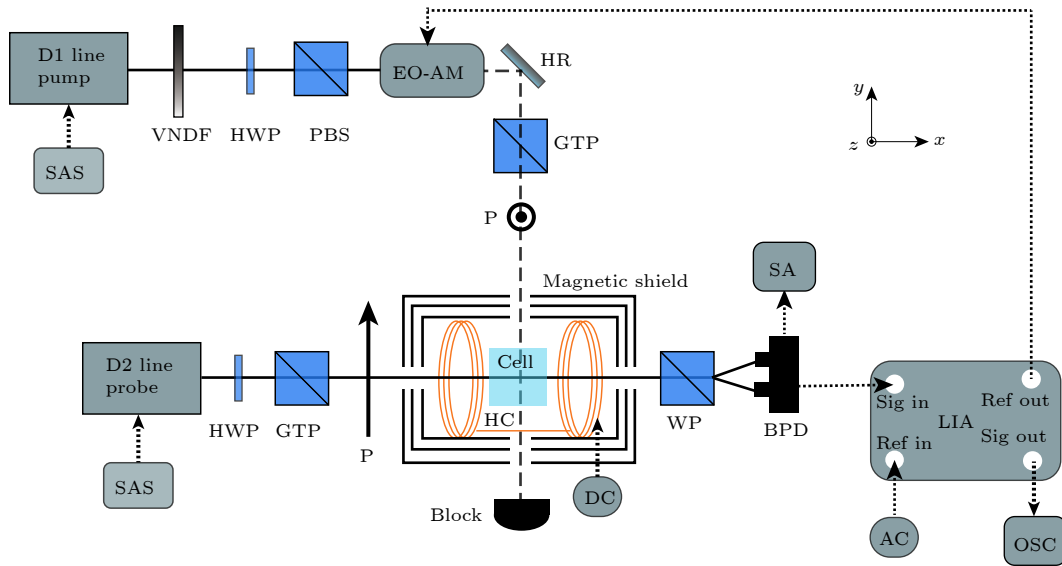 D1 line
pump
EO-AM
HR
VNDF
HWP
PBS
GTP
SAS
y
x
z
P
SA
Magnetic shield
D2 line
probe
Cell
HC
HWP
GTP
P
WP
BPD
Sig in
Ref out
LIA
Ref in
Sig out
SAS
DC
Block
AC
OSC